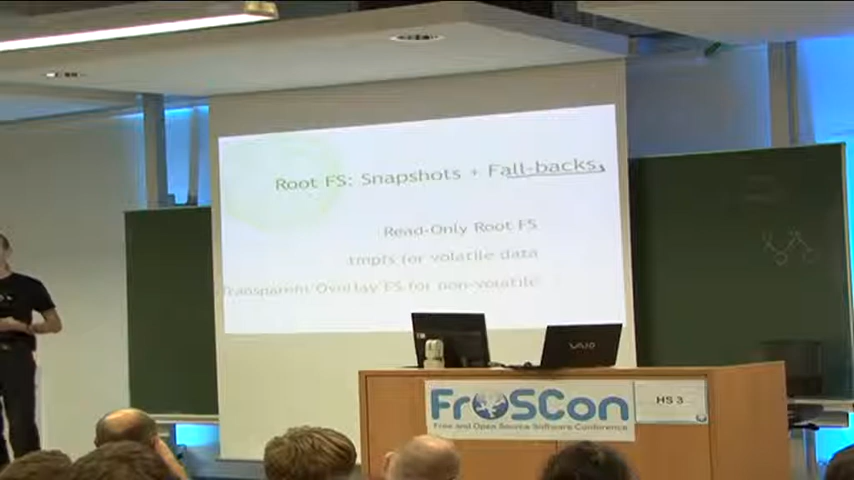 Root FS: Snapshots + Fall-backs
Read-Only Root FS
tmpfs for volatile data
Transparent Overlay FS for non-volatile
VAIO
FrOSCon
Free and Open Source Software Conference
HS 3